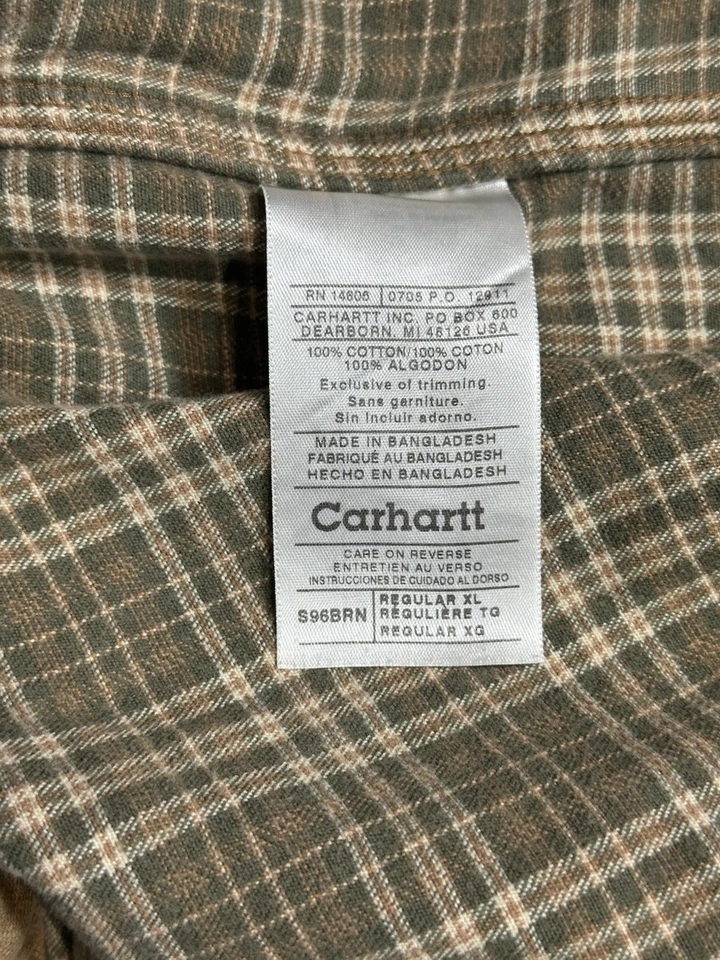 RN 14806 0705 P.O. 12911
CARHARTT INC. PO BOX 600
DEARBORN, MI 48126 USA
100% COTTON/100% COTON
100% ALGODON
Exclusive of trimming.
Sans garniture.
Sin Incluir adorno.
MADE IN BANGLADESH
FABRIQUÉ AU BANGLADESH
HECHO EN BANGLADESH
Carhartt
CARE ON REVERSE
ENTRETIEN AU VERSO
INSTRUCCIONES DE CUIDADO AL DORSO
S96BRN REGULAR XL
RÉGULIÈRE TG
REGULAR XG